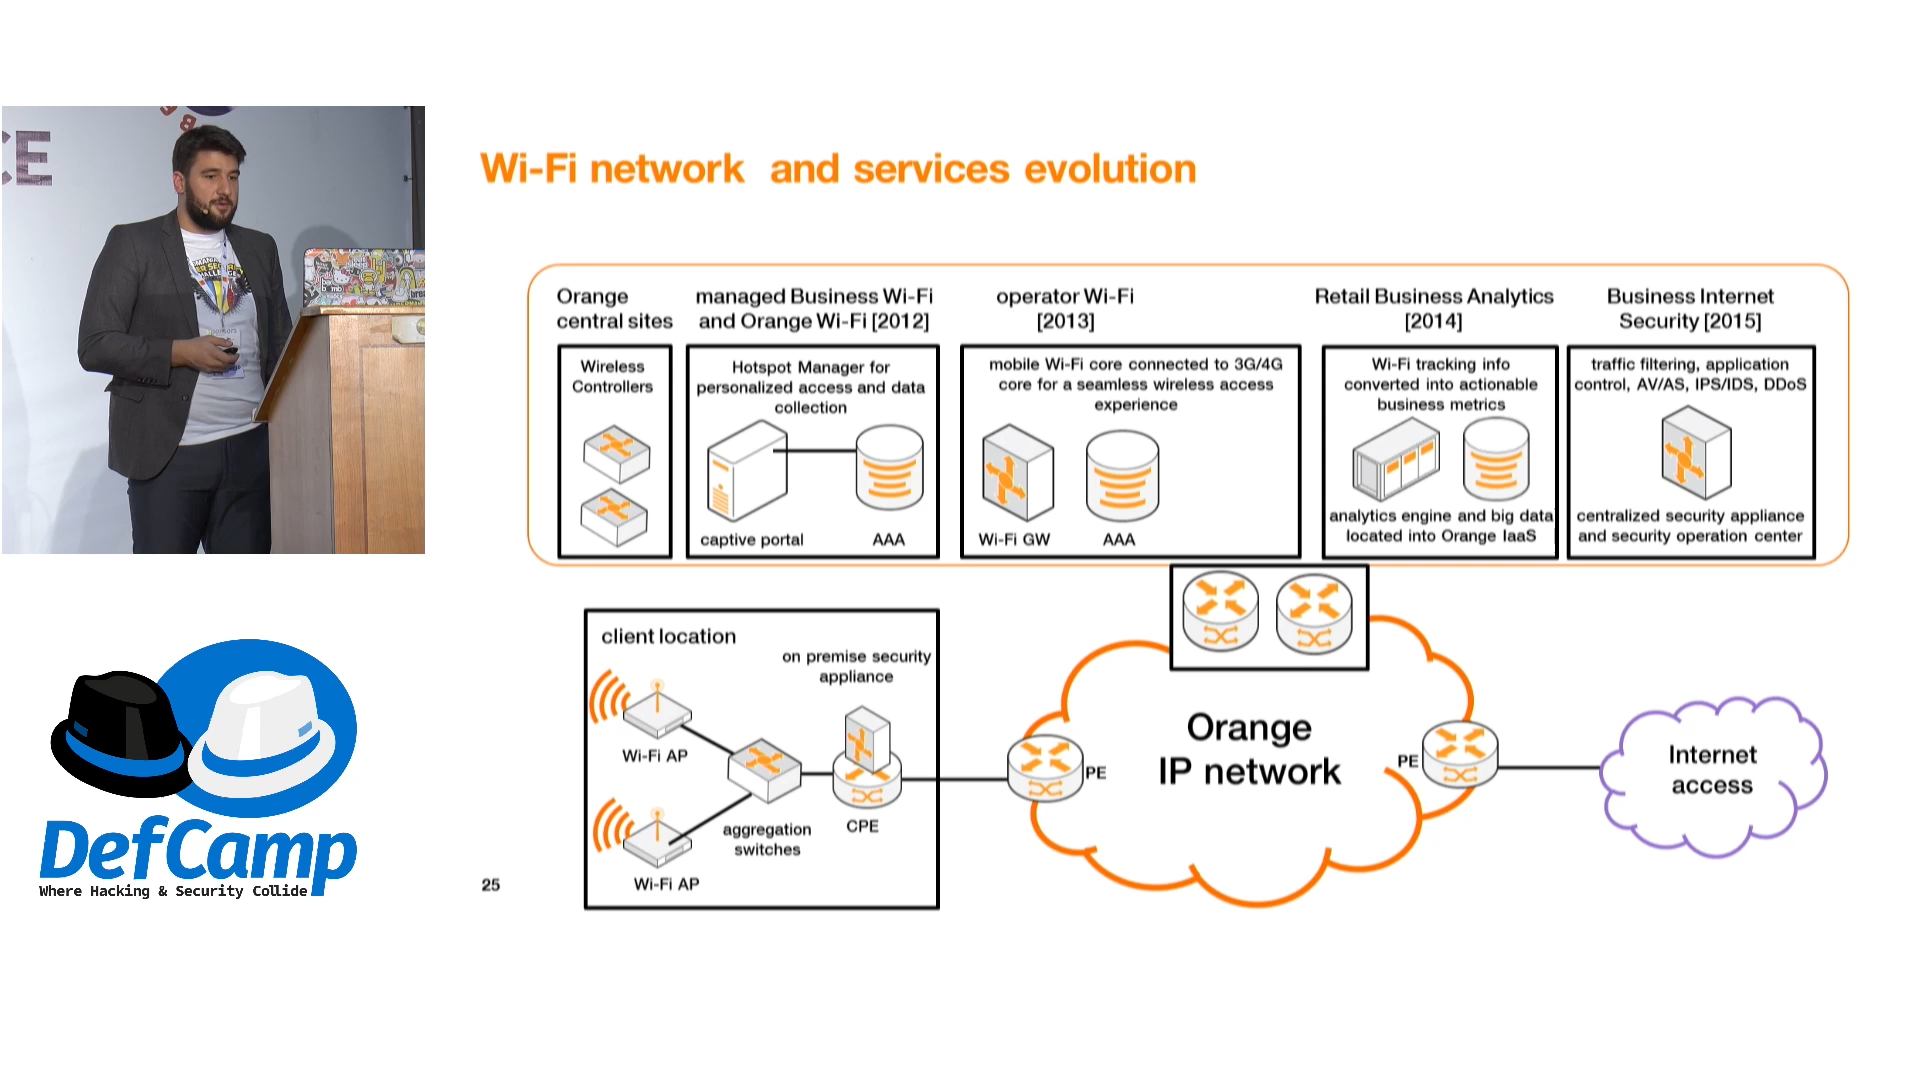 CE
Wi-Fi network and services evolution
Orange
central sites
managed Business Wi-Fi
and Orange Wi-Fi [2012]
operator Wi-Fi
[2013]
Retail Business Analytics
[2014]
Business Internet
Security [2015]
Wireless
Controllers
Hotspot Manager for
personalized access and data
collection
captive portal
AAA
mobile Wi-Fi core connected to 3G/4G
core for a seamless wireless access
experience
Wi-Fi GW
AAA
Wi-Fi tracking info
converted into actionable
business metrics
analytics engine and big data
located into Orange IaaS
traffic filtering, application
control, AV/AS, IPS/IDS, DDoS
centralized security appliance
and security operation center
client location
on premise security
appliance
Wi-Fi AP
Wi-Fi AP
aggregation
switches
CPE
PE
Orange
IP network
PE
Internet
access
25
DefCamp
Where Hacking & Security Collide